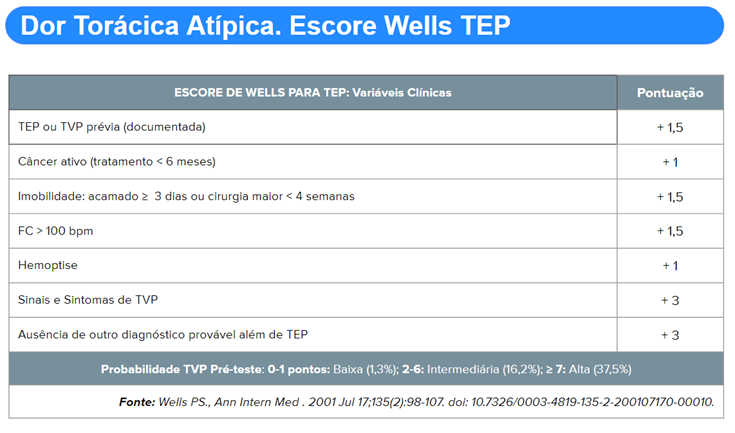 Dor Torácica Atípica. Escore Wells TEP
ESCORE DE WELLS PARA TEP: Variáveis Clínicas Pontuação
TEP ou TVP prévia (documentada) + 1,5
Câncer ativo (tratamento < 6 meses) + 1
Imobilidade: acamado ≥ 3 dias ou cirurgia maior < 4 semanas + 1,5
FC > 100 bpm + 1,5
Hemoptise + 1
Sinais e Sintomas de TVP + 3
Ausência de outro diagnóstico provável além de TEP + 3
Probabilidade TVP Pré-teste: 0-1 pontos: Baixa (1,3%); 2-6: Intermediária (16,2%); ≥ 7: Alta (37,5%)
Fonte: Wells PS., Ann Intern Med . 2001 Jul 17;135(2):98-107. doi: 10.7326/0003-4819-135-2-200107170-00010.